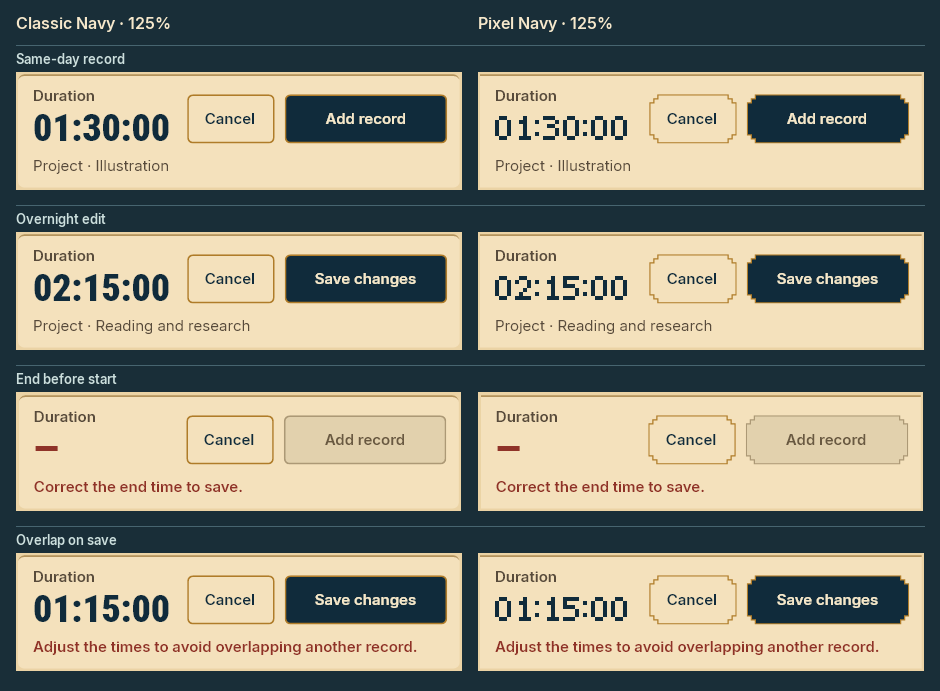 Classic Navy · 125%
Pixel Navy · 125%
Same-day record
Duration
01:30:00
Cancel
Add record
Project · Illustration
Duration
01:30:00
Cancel
Add record
Project · Illustration
Overnight edit
Duration
02:15:00
Cancel
Save changes
Project · Reading and research
Duration
02:15:00
Cancel
Save changes
Project · Reading and research
End before start
Duration
—
Cancel
Add record
Correct the end time to save.
Duration
—
Cancel
Add record
Correct the end time to save.
Overlap on save
Duration
01:15:00
Cancel
Save changes
Adjust the times to avoid overlapping another record.
Duration
01:15:00
Cancel
Save changes
Adjust the times to avoid overlapping another record.